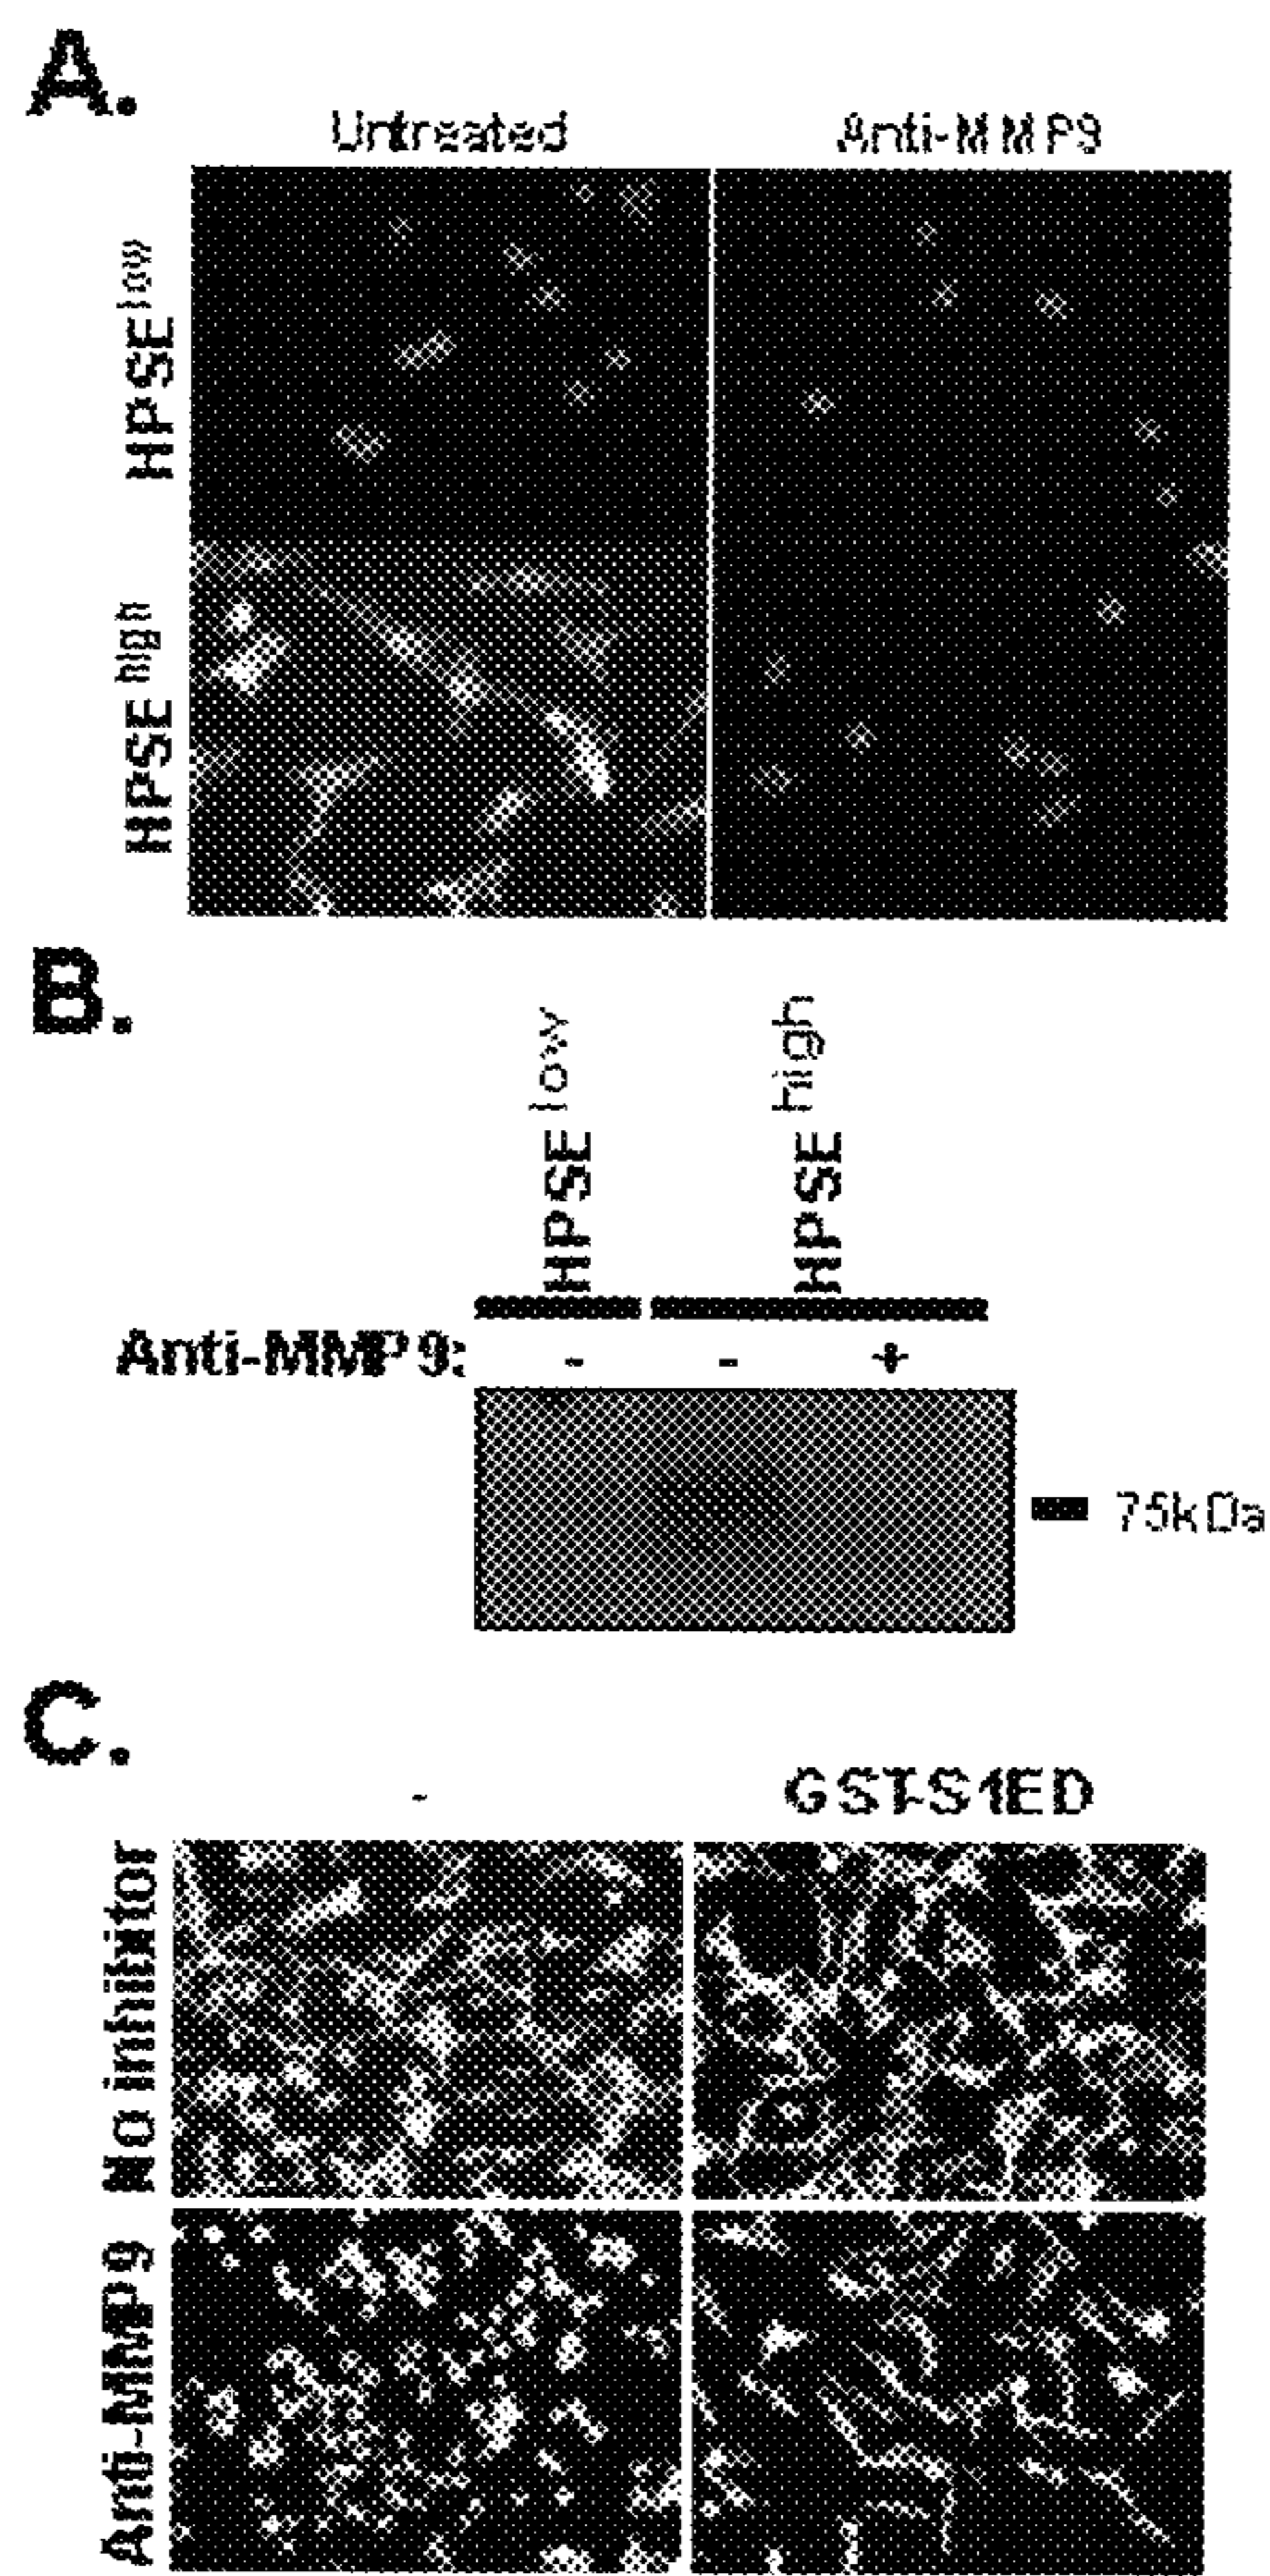 A.
Untreated Anti-MMP9
HPSE low
HPSE high
B.
HPSE low
HPSE high
Anti-MMP9: - - +
75kDa
C.
- GST-S1ED
No inhibitor
Anti-MMP9